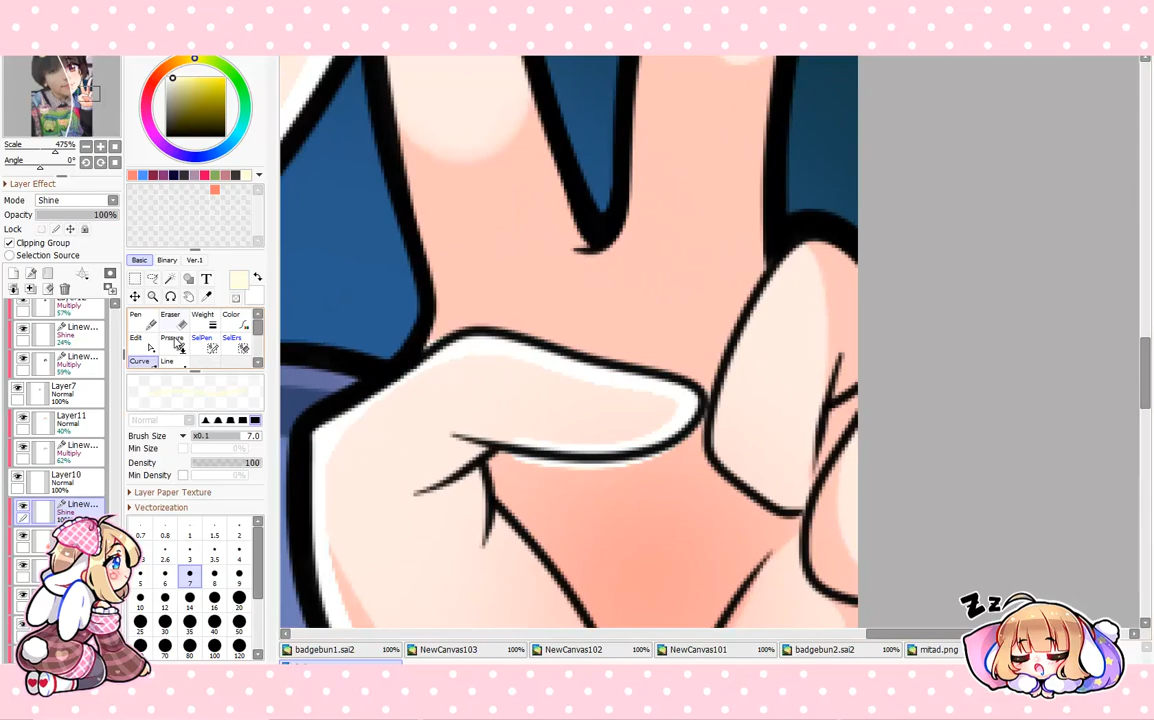 Scale 475%
Angle 0°
Layer Effect
Mode Shine
Opacity 100%
Lock
Clipping Group
Selection Source
Multiply
57%
Linew...
Shine
24%
Linew...
Multiply
59%
Layer7
Normal
100%
Layer11
Normal
40%
Linew...
Multiply
62%
Layer10
Normal
100%
Linew...
Shine
Basic Binary Ver.1
T
Pen Eraser Weight Color
Edit Prssure SelPen SelErs
Curve Line
Normal
Brush Size x0.1 7.0
Min Size 0%
Density 100
Min Density 0%
Layer Paper Texture
Vectorization
0.7 0.8 1 1.5 2
3 2.6 3 3.5 4
5 6 7 8 9
10 12 14 16 20
25 30 35 40 50
60 70 80 100 120
badgebun1.sai2 100%
NewCanvas103 100%
NewCanvas102 100%
NewCanvas101 100%
badgebun2.sai2 100%
mitad.png
Zz